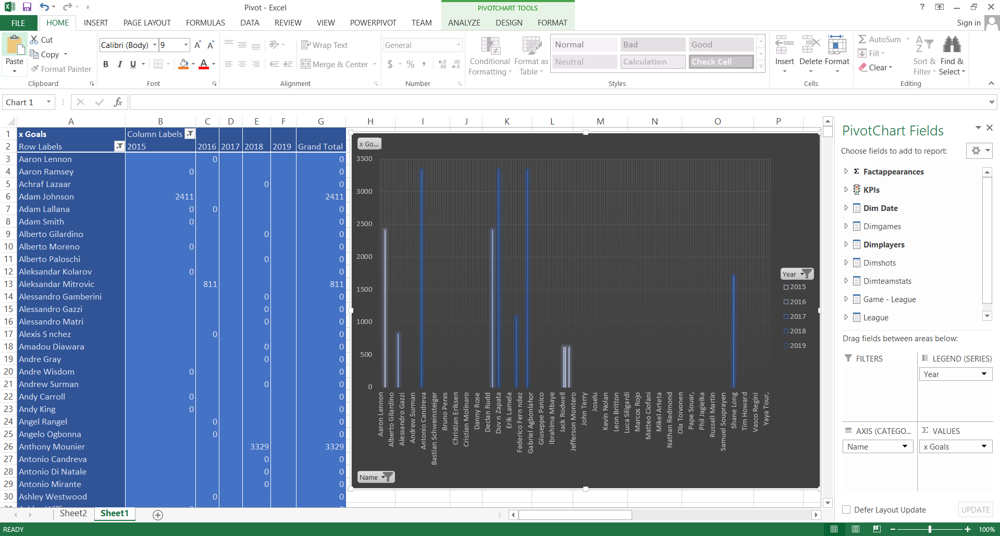 Pivot - Excel
PIVOTCHART TOOLS
?
FILE HOME INSERT PAGE LAYOUT FORMULAS DATA REVIEW VIEW POWERPIVOT TEAM ANALYZE DESIGN FORMAT Sign in
Paste
Cut
Copy
Format Painter
Clipboard
Calibri (Body) 9
B I U
Font
Wrap Text
Merge & Center
Alignment
General
$ % ,
Number
Conditional Formatting
Format as Table
Normal Bad Good
Neutral Calculation Check Cell
Styles
Insert Delete Format
Cells
AutoSum
Fill
Clear
Sort & Filter
Find & Select
Editing
Chart 1
fx
A B C D E F G H I J K L M N O P
1 x Goals Column Labels
2 Row Labels 2015 2016 2017 2018 2019 Grand Total
3 Aaron Lennon 0 0
4 Aaron Ramsey 0 0
5 Achraf Lazaar 0 0
6 Adam Johnson 2411 2411
7 Adam Lallana 0 0 0
8 Adam Smith 0 0
9 Alberto Gilardino 0 0
10 Alberto Moreno 0 0
11 Alberto Paloschi 0 0
12 Aleksandar Kolarov 0 0
13 Aleksandar Mitrovic 811 811
14 Alessandro Gamberini 0 0
15 Alessandro Gazzi 0 0
16 Alessandro Matri 0 0
17 Alexis S nchez 0 0
18 Amadou Diawara 0 0
19 Andre Gray 0 0
20 Andre Wisdom 0 0
21 Andrew Surman 0 0
22 Andy Carroll 0 0
23 Andy King 0 0
24 Angel Rangel 0 0
25 Angelo Ogbonna 0 0
26 Anthony Mounier 3329 3329
27 Antonio Candreva 0 0
28 Antonio Di Natale 0 0
29 Antonio Mirante 0 0
30 Ashley Westwood 0 0
x Go...
3500
3000
2500
2000
1500
1000
500
0
Aaron Lennon
Alberto Gilardino
Alessandro Gazzi
Andrew Surman
Antonio Candreva
Bastian Schweinsteiger
Bruno Peres
Christian Eriksen
Cristian Molinaro
Danny Rose
Declan Rudd
Duv n Zapata
Erik Lamela
Federico Fern ndez
Gabriel Agbonlahor
Giuseppe Panico
Ibrahima Mbaye
Jack Rodwell
Jefferson Montero
John Terry
Joselu
Kevin Nolan
Leon Britton
Luca Siligardi
Marcos Rojo
Matteo Ciofani
Mikel Arteta
Nathan Redmond
Ola Toivonen
Pape Souar,
Phil Jagielka
Russell Martin
Samuel Souprayen
Shane Long
Tim Howard
Vasco Regini
Yaya Tour,
Year
2015
2016
2017
2018
2019
Name
PivotChart Fields
Choose fields to add to report:
Σ Factappearances
KPIs
Dim Date
Dimgames
Dimplayers
Dimshots
Dimteamstats
Game - League
League
Drag fields between areas below:
FILTERS
LEGEND (SERIES)
Year
AXIS (CATEGO...
Name
Σ VALUES
x Goals
Defer Layout Update UPDATE
Sheet2 Sheet1
READY 100%